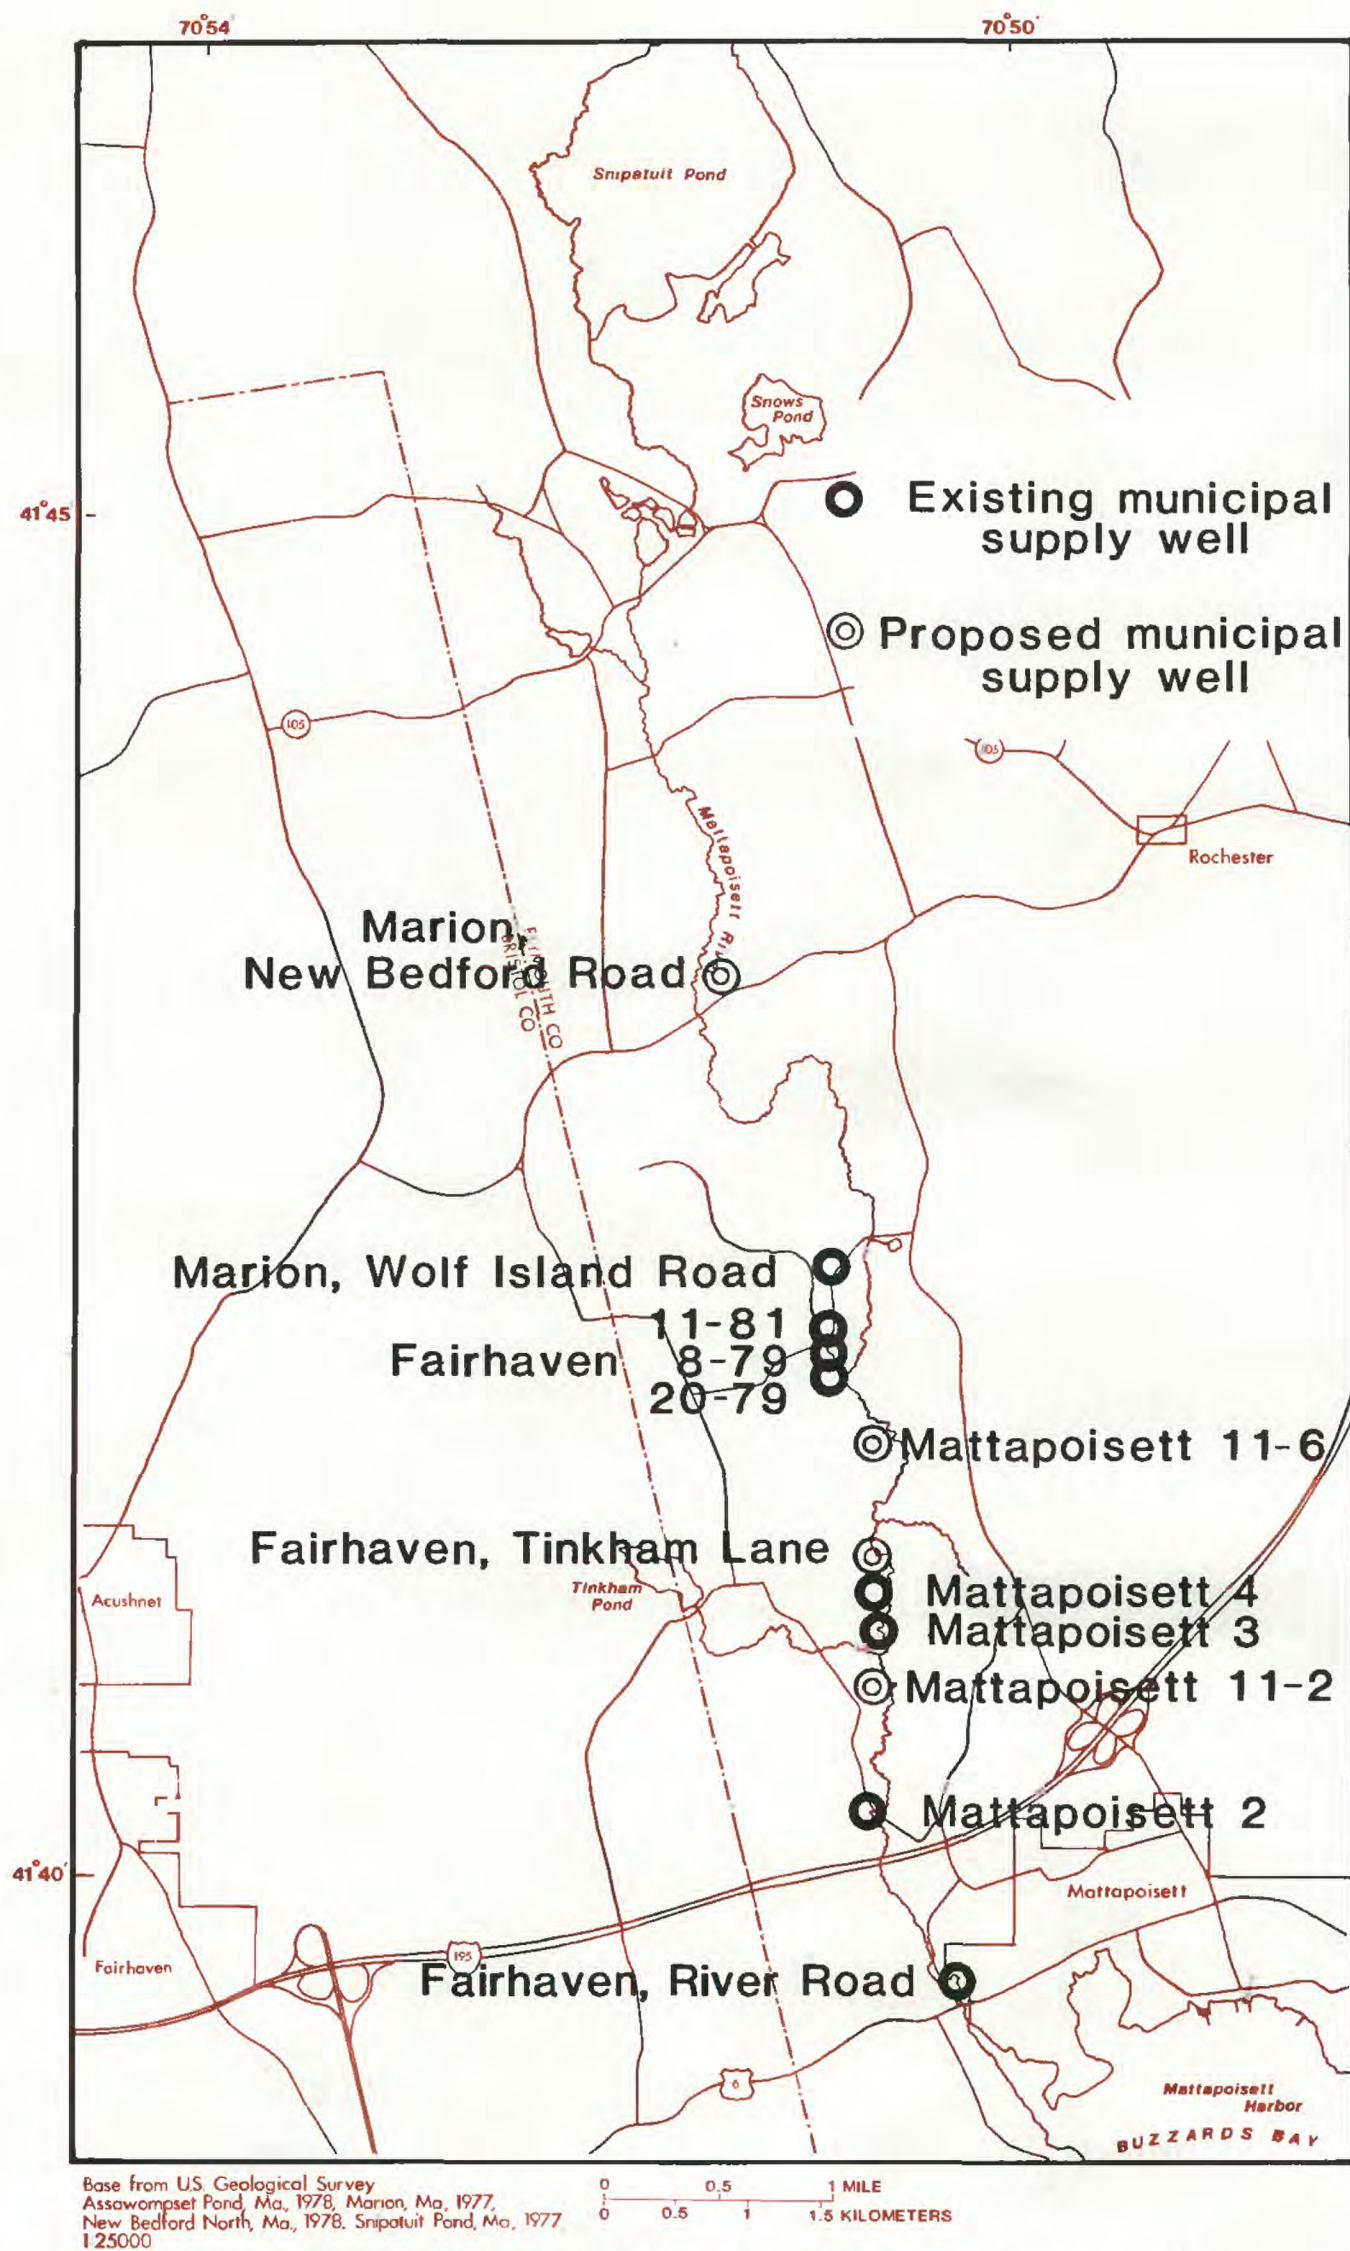 70°54'
70°50'
Snipatuit Pond
Snows
Pond
41°45'
Existing municipal
supply well
Proposed municipal
supply well
105
105
Rochester
Mattapoisett River
Marion,
New Bedford Road
PLYMOUTH CO
BRISTOL CO
Marion, Wolf Island Road
11-81
Fairhaven 8-79
20-79
Mattapoisett 11-6
Fairhaven, Tinkham Lane
Tinkham
Pond
Acushnet
Mattapoisett 4
Mattapoisett 3
Mattapoisett 11-2
Mattapoisett 2
41°40'
Mattapoisett
195
Fairhaven
Fairhaven, River Road
6
Mattapoisett
Harbor
BUZZARDS BAY
Base from U.S. Geological Survey
Assawompset Pond, Ma., 1978, Marion, Ma, 1977,
New Bedford North, Ma., 1978. Snipatuit Pond, Ma, 1977
1:25000
0 0.5 1 MILE
0 0.5 1 1.5 KILOMETERS